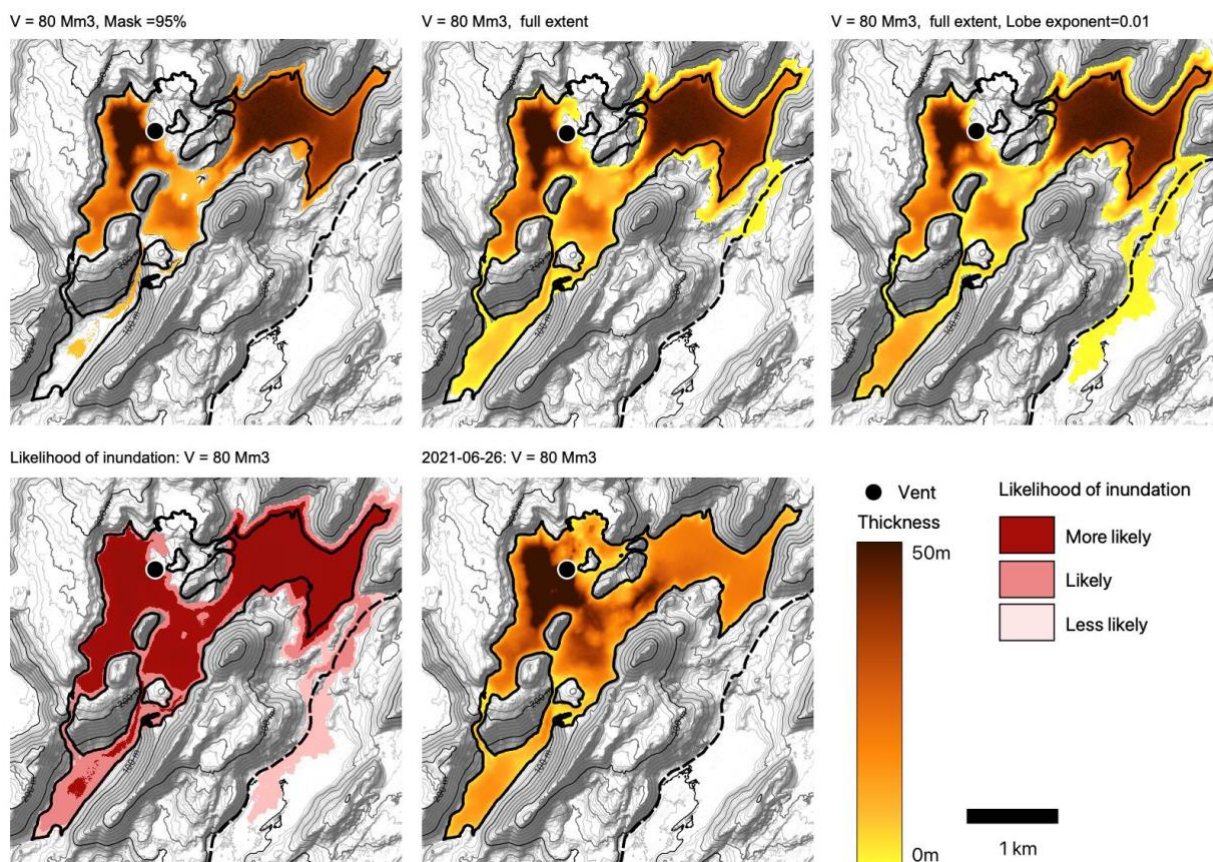 V = 80 Mm3, Mask =95%
V = 80 Mm3,  full extent
V = 80 Mm3,  full extent, Lobe exponent=0.01
Likelihood of inundation: V = 80 Mm3
2021-06-26: V = 80 Mm3
Vent
Thickness
50m
0m
Likelihood of inundation
More likely
Likely
Less likely
1 km